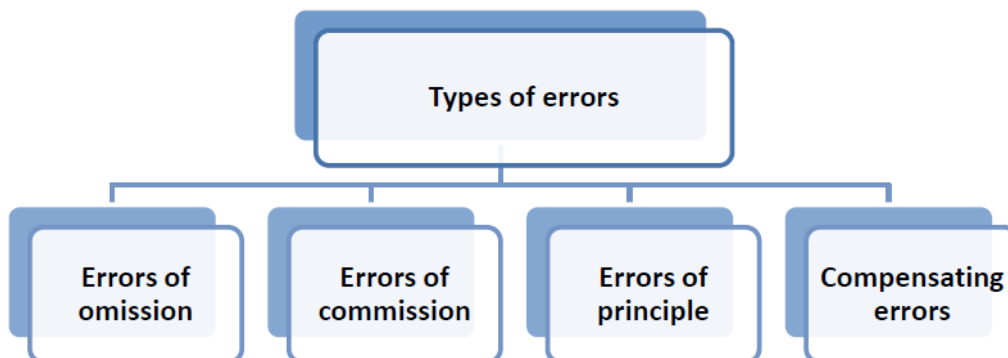 Types of errors
Errors of
omission
Errors of
commission
Errors of
principle
Compensating
errors